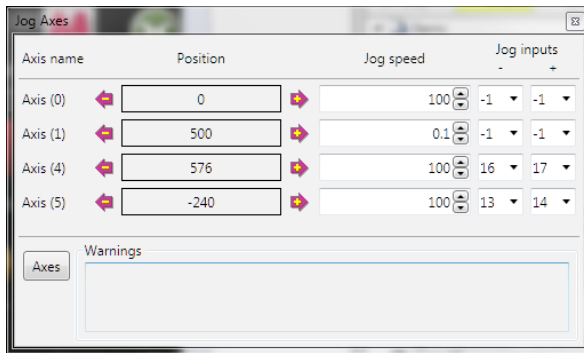 Jog Axes
Axis name Position Jog speed Jog inputs
- +
Axis (0) 0 100 -1 -1
Axis (1) 500 0.1 -1 -1
Axis (4) 576 100 16 17
Axis (5) -240 100 13 14
Warnings
Axes